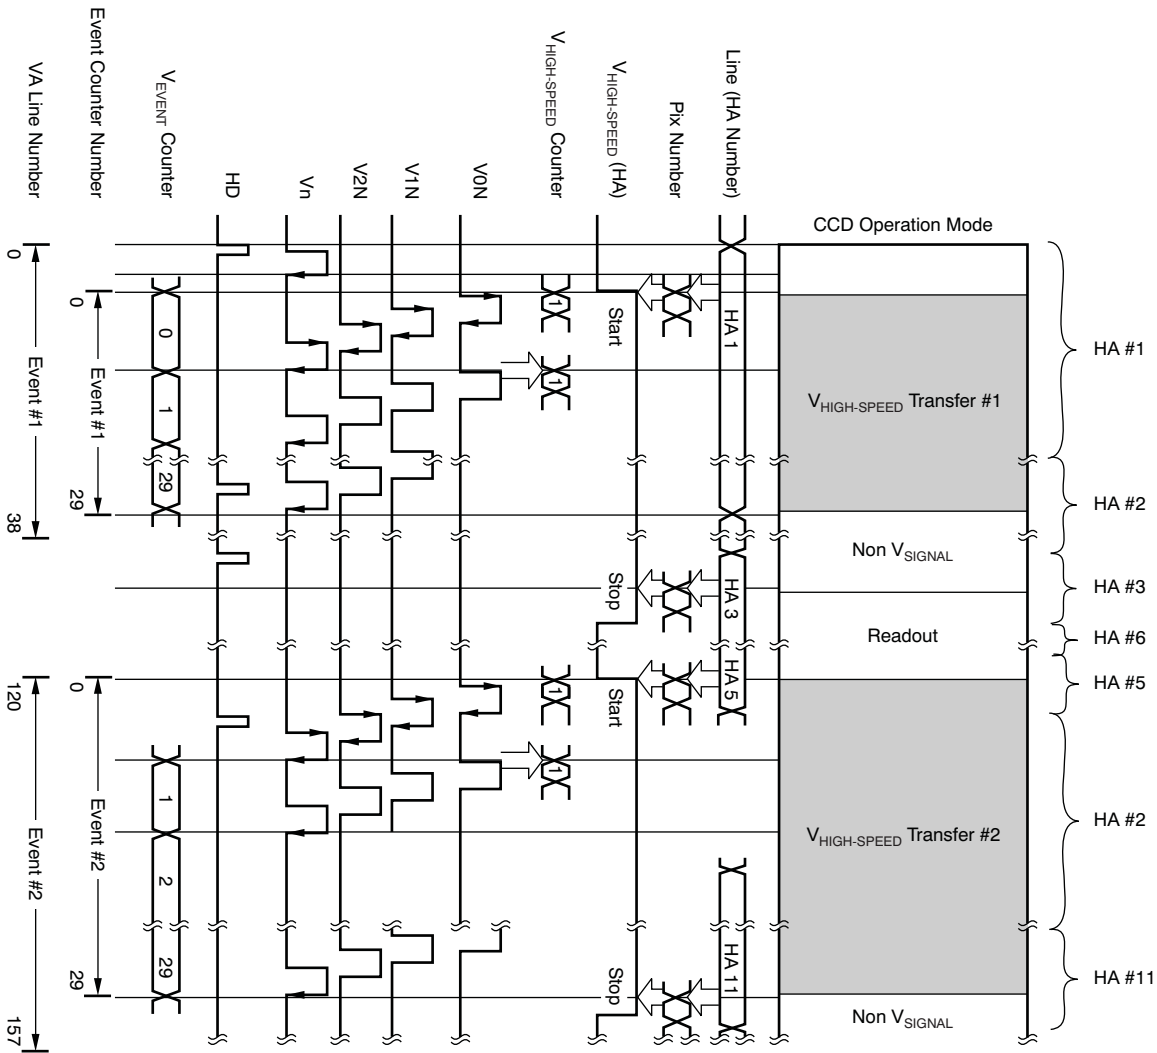 VA Line Number
Event Counter Number
V_EVENT Counter
HD
Vn
V2N
V1N
V0N
V_HIGH-SPEED Counter
V_HIGH-SPEED (HA)
Pix Number
Line (HA Number)
CCD Operation Mode
0
Event #1
38
120
Event #2
157
0
Event #1
29
0
Event #2
29
0
1
29
1
2
29
1
1
1
1
Start
Stop
Start
Stop
HA 1
HA 3
HA 5
HA 11
V_HIGH-SPEED Transfer #1
Non V_SIGNAL
Readout
V_HIGH-SPEED Transfer #2
Non V_SIGNAL
HA #1
HA #2
HA #3
HA #6
HA #5
HA #2
HA #11